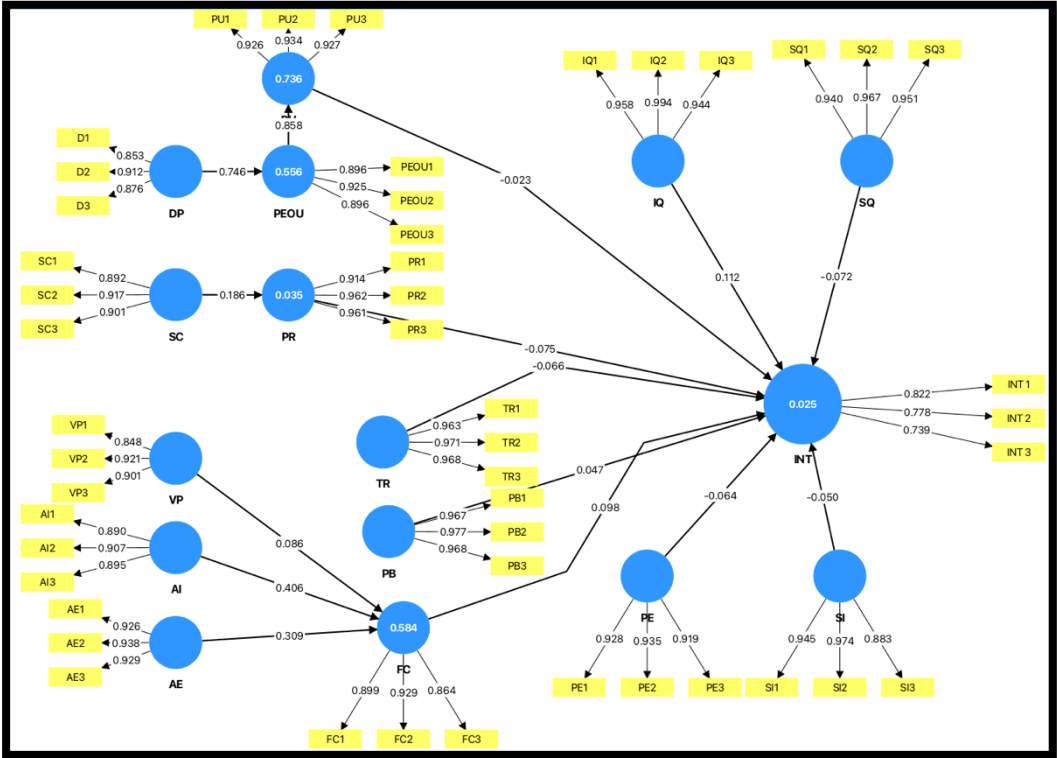 PU1 PU2 PU3
0.926 0.934 0.927
0.736
0.858
D1
D2
D3
0.853
0.912
0.876
DP
0.746
0.556
PEOU
0.896
0.925
0.896
PEOU1
PEOU2
PEOU3
SC1
SC2
SC3
0.892
0.917
0.901
SC
0.186
0.035
PR
0.914
0.962
0.961
PR1
PR2
PR3
IQ1 IQ2 IQ3
0.958 0.994 0.944
IQ
SQ1 SQ2 SQ3
0.940 0.967 0.951
SQ
-0.023
0.112
-0.072
-0.075
-0.066
TR
0.963
0.971
0.968
TR1
TR2
TR3
0.047
0.098
PB
0.967
0.977
0.968
PB1
PB2
PB3
0.025
INT
0.822
0.778
0.739
INT 1
INT 2
INT 3
VP1
VP2
VP3
0.848
0.921
0.901
VP
0.086
AI1
AI2
AI3
0.890
0.907
0.895
AI
0.406
AE1
AE2
AE3
0.926
0.938
0.929
AE
0.309
0.584
FC
0.899 0.929 0.864
FC1 FC2 FC3
-0.064
-0.050
PE
0.928 0.935 0.919
PE1 PE2 PE3
SI
0.945 0.974 0.883
SI1 SI2 SI3